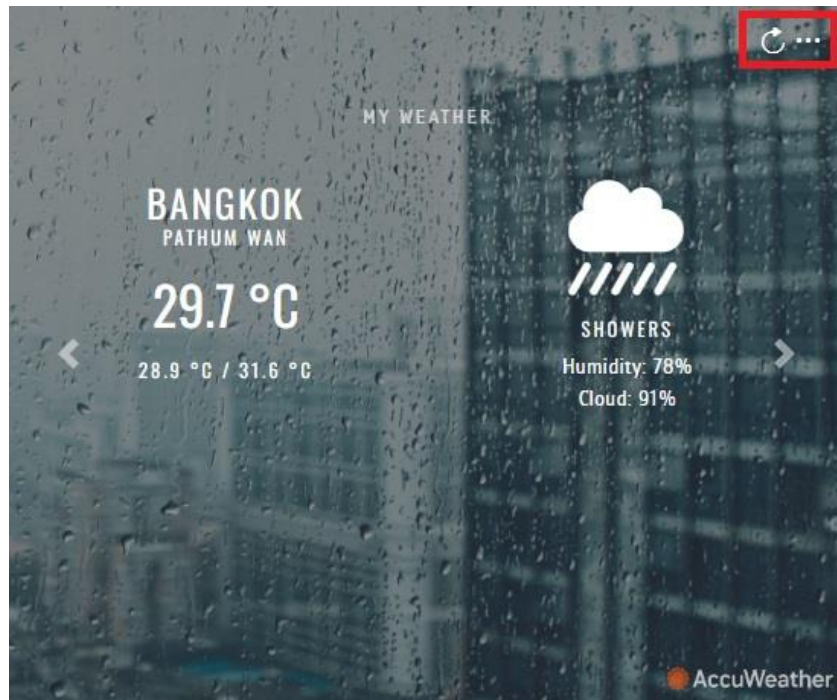 MY WEATHER
BANGKOK
PATHUM WAN
29.7 °C
28.9 °C / 31.6 °C
SHOWERS
Humidity: 78%
Cloud: 91%
AccuWeather